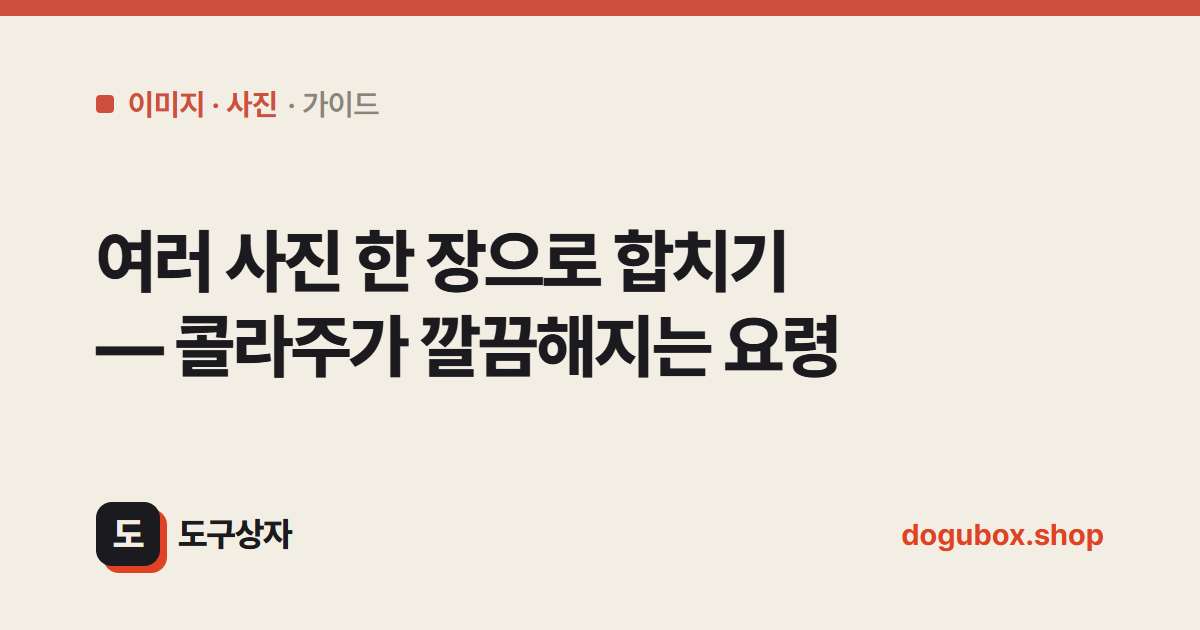 이미지 · 사진 · 가이드
여러 사진 한 장으로 합치기
— 콜라주가 깔끔해지는 요령
도 도구상자
dogubox.shop